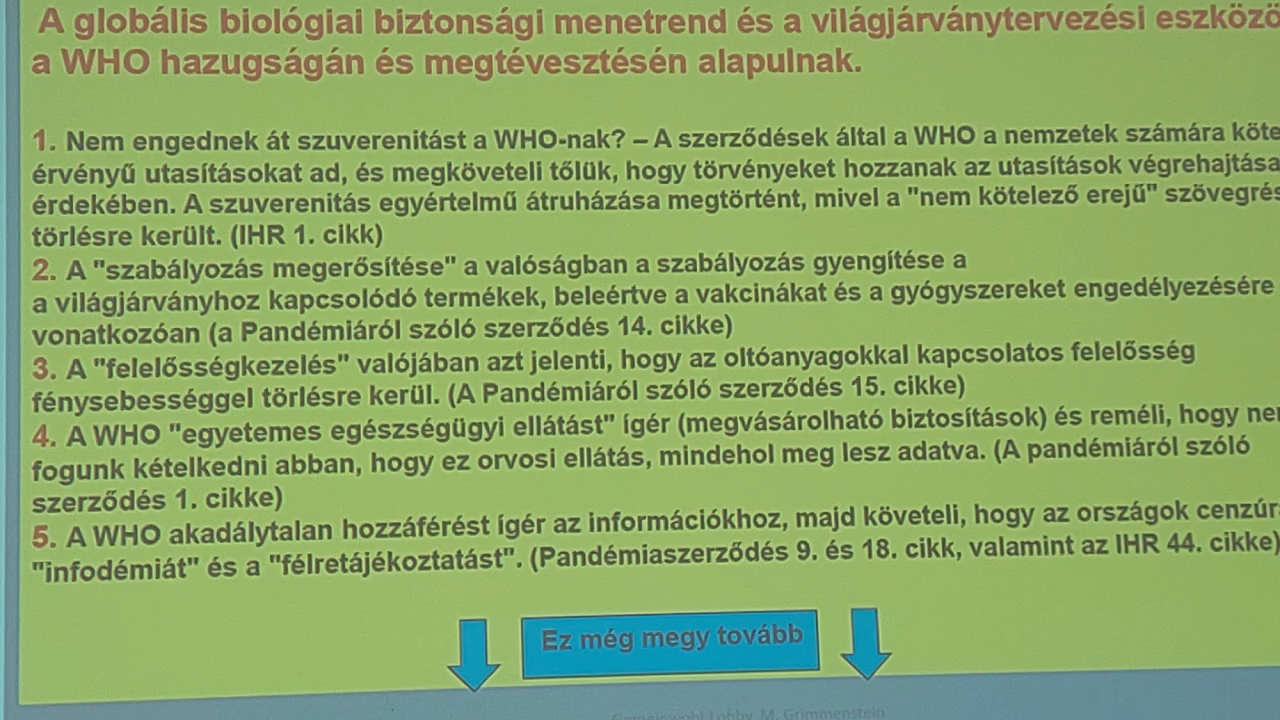 A globális biológiai biztonsági menetrend és a világjárványtervezési
a WHO hazugságán és megtévesztésén alapulnak.
1. Nem engednek át szuverenitást a WHO-nak? – A szerződések által a WHO a nemzetek számára
érvényű utasításokat ad, és megköveteli tőlük, hogy törvényeket hozzanak az utasítások
érdekében. A szuverenitás egyértelmű átruházása megtörtént, mivel a "nem kötelező erejű"
törlésre került. (IHR 1. cikk)
2. A "szabályozás megerősítése" a valóságban a szabályozás gyengítése a
a világjárványhoz kapcsolódó termékek, beleértve a vakcinákat és a gyógyszereket engedélyezésére
vonatkozóan (a Pandémiáról szóló szerződés 14. cikke)
3. A "felelősségkezelés" valójában azt jelenti, hogy az oltóanyagokkal kapcsolatos felelősség
fénysebességgel törlésre kerül. (A Pandémiáról szóló szerződés 15. cikke)
4. A WHO "egyetemes egészségügyi ellátást" ígér (megvásárolható biztosítások) és reméli, hogy
fogunk kételkedni abban, hogy ez orvosi ellátás, mindehol meg lesz adatva. (A pandémiáról szóló
szerződés 1. cikke)
5. A WHO akadálytalan hozzáférést ígér az információkhoz, majd követeli, hogy az országok
"infodémiát" és a "félretájékoztatást". (Pandémiaszerződés 9. és 18. cikk, valamint az IHR 44. cikke)
Ez még megy tovább
Gemeinwohl Lobby, M. Grimmenstein